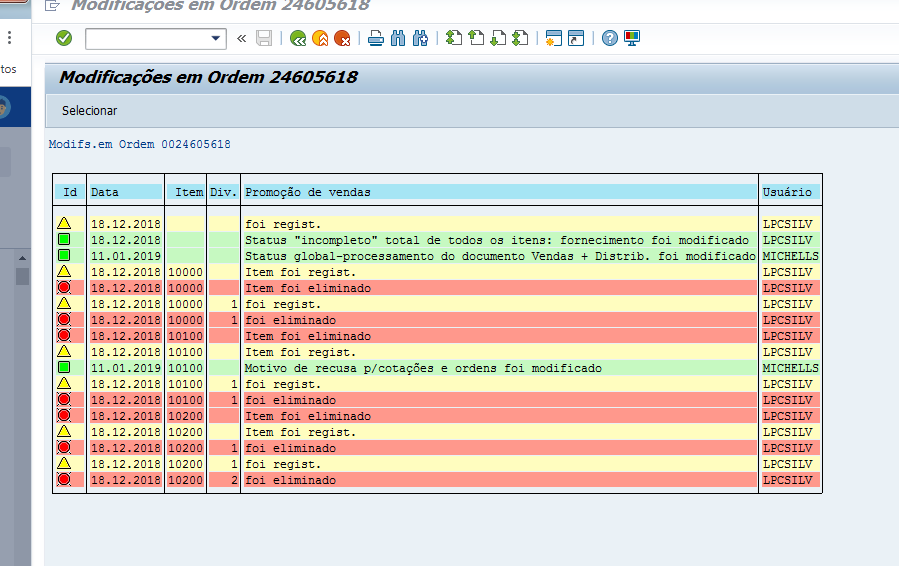 Modificações em Ordem 24605618
tos
Modificações em Ordem 24605618
Selecionar
Modifs.em Ordem 0024605618
Id Data Item Div. Promoção de vendas Usuário
18.12.2018 foi regist. LPCSILV
18.12.2018 Status "incompleto" total de todos os itens: fornecimento foi modificado LPCSILV
11.01.2019 Status global-processamento do documento Vendas + Distrib. foi modificado MICHELLS
18.12.2018 10000 Item foi regist. LPCSILV
18.12.2018 10000 Item foi eliminado LPCSILV
18.12.2018 10000 1 foi regist. LPCSILV
18.12.2018 10000 1 foi eliminado LPCSILV
18.12.2018 10100 Item foi eliminado LPCSILV
18.12.2018 10100 Item foi regist. LPCSILV
11.01.2019 10100 Motivo de recusa p/cotações e ordens foi modificado MICHELLS
18.12.2018 10100 1 foi regist. LPCSILV
18.12.2018 10100 1 foi eliminado LPCSILV
18.12.2018 10200 Item foi eliminado LPCSILV
18.12.2018 10200 Item foi regist. LPCSILV
18.12.2018 10200 1 foi eliminado LPCSILV
18.12.2018 10200 1 foi regist. LPCSILV
18.12.2018 10200 2 foi eliminado LPCSILV